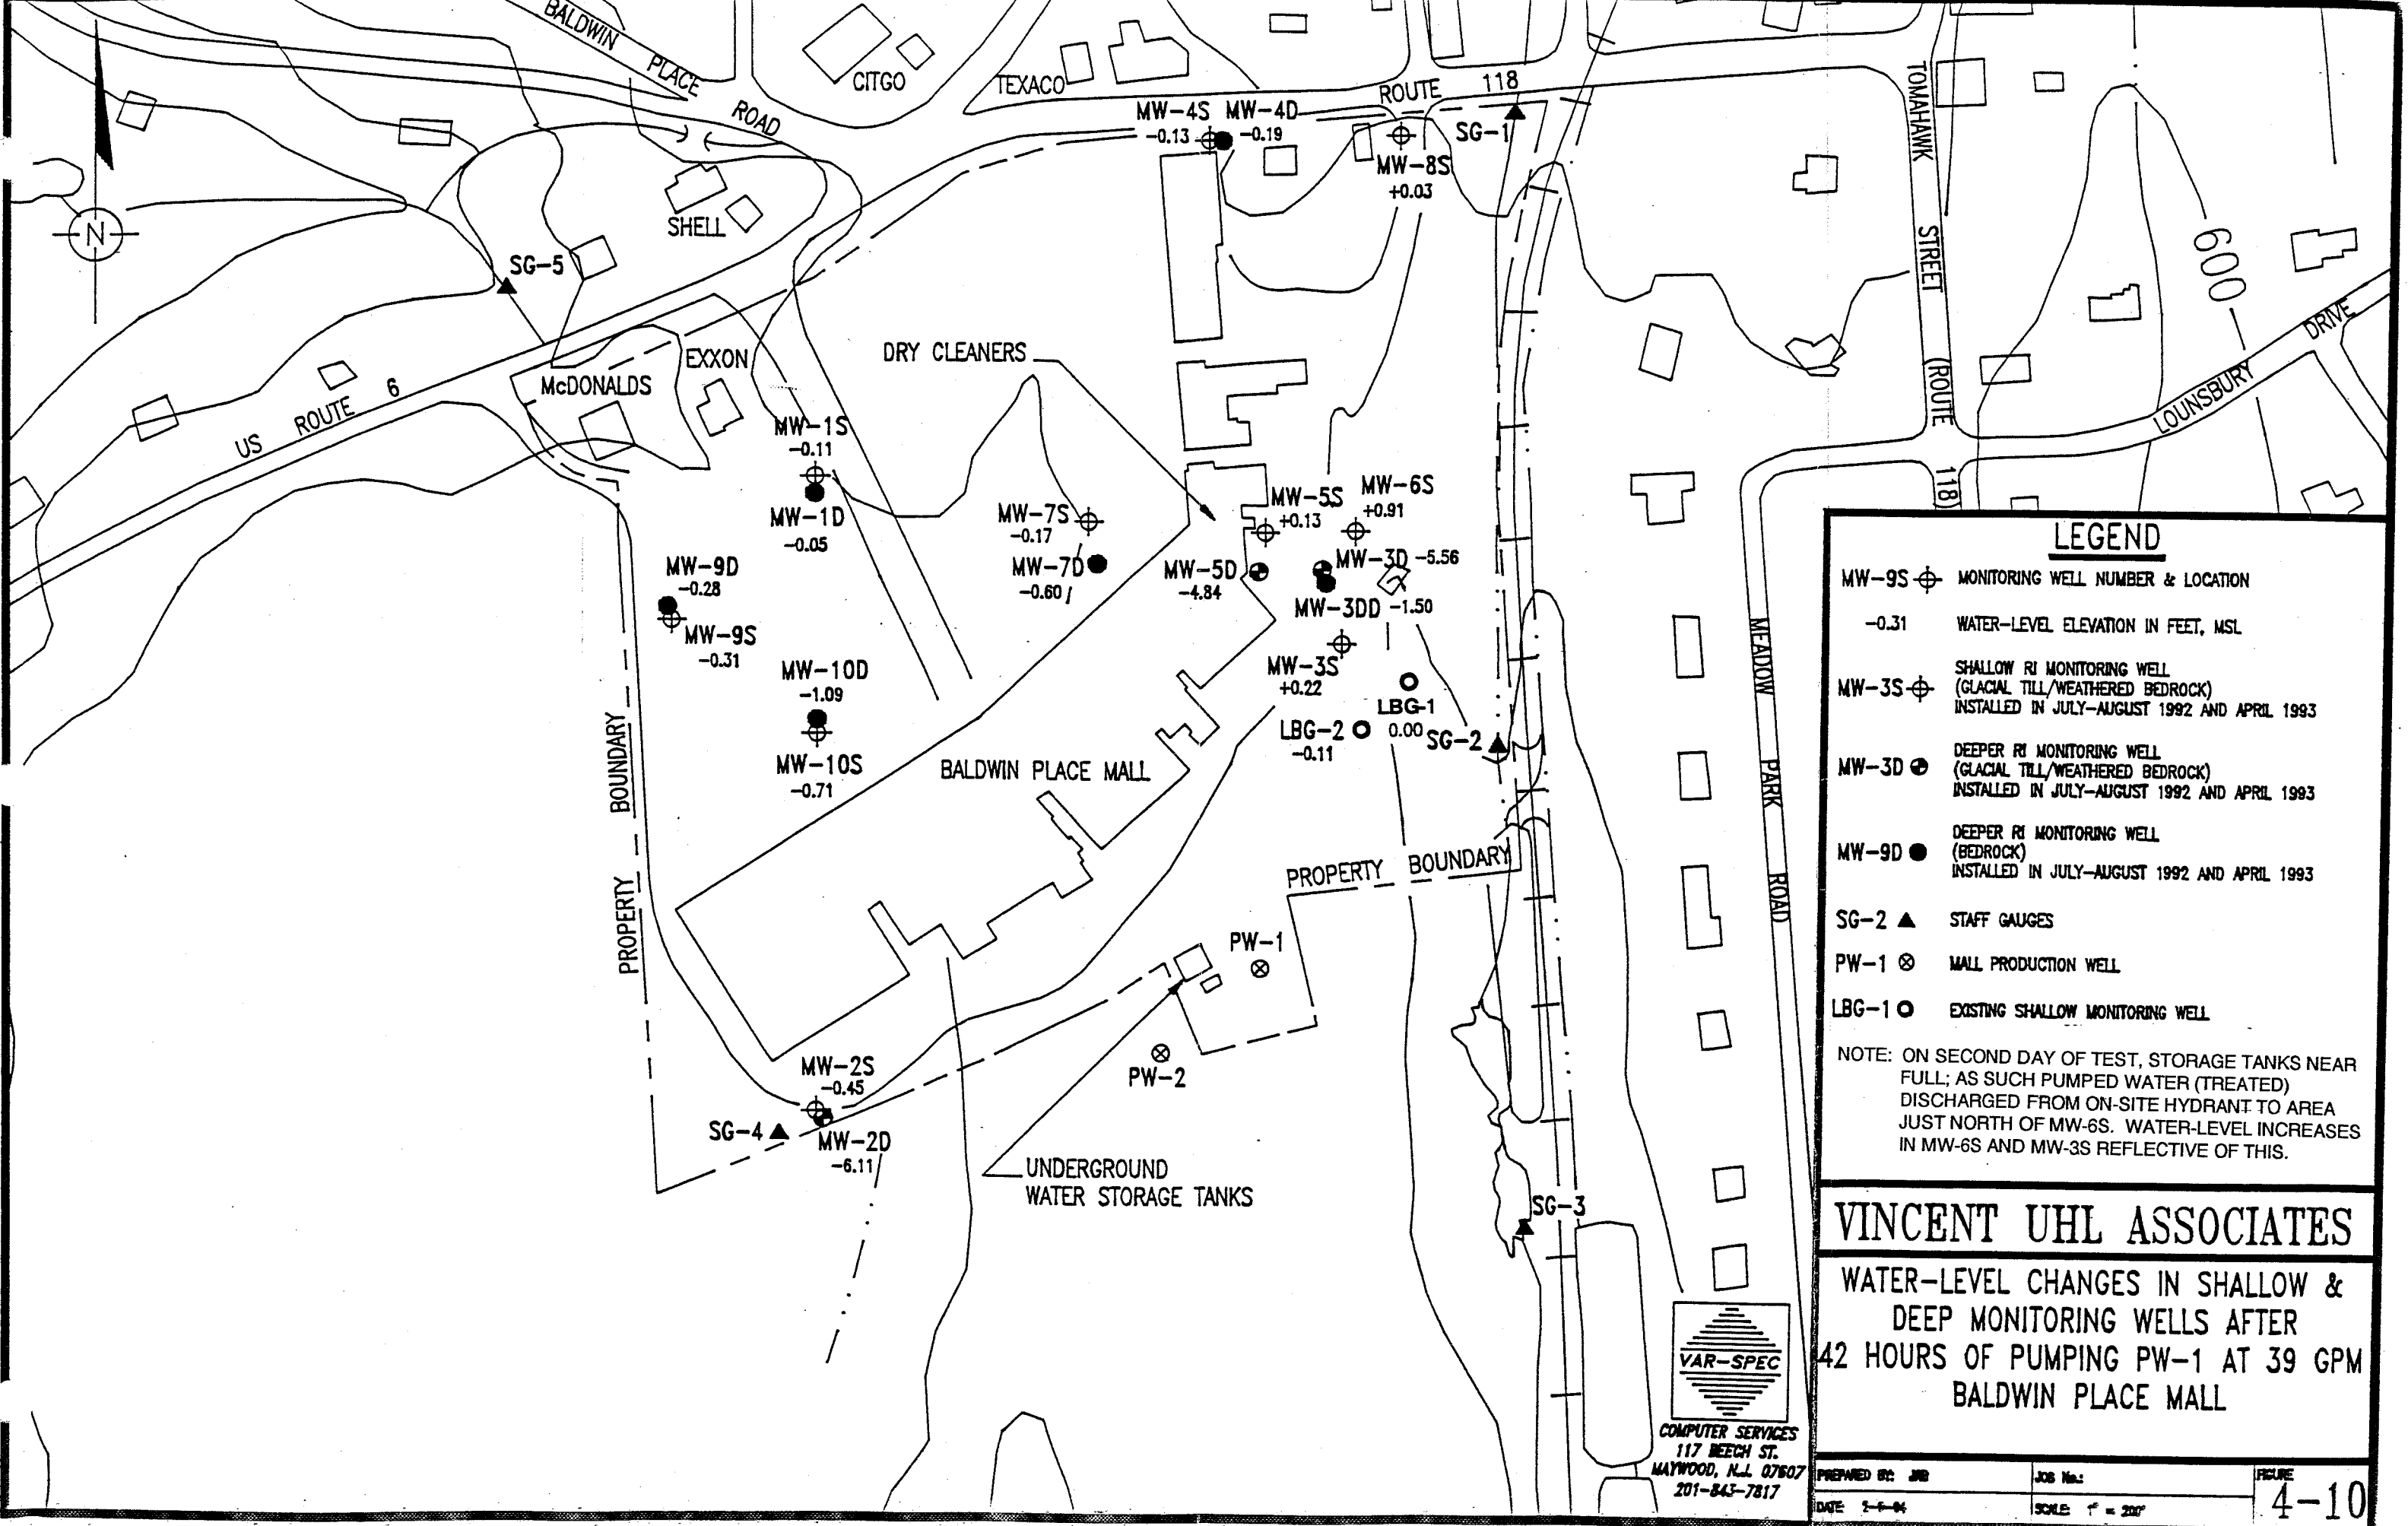 BALDWIN PLACE ROAD
CITGO
TEXACO
ROUTE 118
MW-4S MW-4D
-0.13 -0.19
SG-1
MW-8S
+0.03
TOMAHAWK STREET (ROUTE 118)
N
SHELL
SG-5
600
LOUNSBURY DRIVE
US ROUTE 6
McDONALDS
EXXON
DRY CLEANERS
MW-1S
-0.11
MW-1D
-0.05
MW-7S
-0.17
MW-7D
-0.60
MW-5S
+0.13
MW-6S
+0.91
MW-5D
-4.84
MW-3D -5.56
MW-3DD -1.50
MW-3S
+0.22
MW-9D
-0.28
MW-9S
-0.31
MW-10D
-1.09
MW-10S
-0.71
LBG-1
0.00
LBG-2
-0.11
SG-2
MEADOW PARK ROAD
PROPERTY BOUNDARY
BALDWIN PLACE MALL
PROPERTY BOUNDARY
PW-1
PW-2
MW-2S
-0.45
SG-4
MW-2D
-6.11
UNDERGROUND
WATER STORAGE TANKS
SG-3
LEGEND
MW-9S MONITORING WELL NUMBER & LOCATION
-0.31 WATER-LEVEL ELEVATION IN FEET, MSL
SHALLOW RI MONITORING WELL
MW-3S (GLACIAL TILL/WEATHERED BEDROCK)
INSTALLED IN JULY-AUGUST 1992 AND APRIL 1993
DEEPER RI MONITORING WELL
MW-3D (GLACIAL TILL/WEATHERED BEDROCK)
INSTALLED IN JULY-AUGUST 1992 AND APRIL 1993
DEEPER RI MONITORING WELL
MW-9D (BEDROCK)
INSTALLED IN JULY-AUGUST 1992 AND APRIL 1993
SG-2 STAFF GAUGES
PW-1 MALL PRODUCTION WELL
LBG-1 EXISTING SHALLOW MONITORING WELL
NOTE: ON SECOND DAY OF TEST, STORAGE TANKS NEAR
FULL; AS SUCH PUMPED WATER (TREATED)
DISCHARGED FROM ON-SITE HYDRANT TO AREA
JUST NORTH OF MW-6S. WATER-LEVEL INCREASES
IN MW-6S AND MW-3S REFLECTIVE OF THIS.
VINCENT UHL ASSOCIATES
WATER-LEVEL CHANGES IN SHALLOW &
DEEP MONITORING WELLS AFTER
42 HOURS OF PUMPING PW-1 AT 39 GPM
BALDWIN PLACE MALL
VAR-SPEC
COMPUTER SERVICES
117 BEECH ST.
MAYWOOD, N.J. 07607
201-843-7817
PREPARED BY: JMB
JOB No.:
FIGURE
4-10
DATE
SCALE 1" = 200'